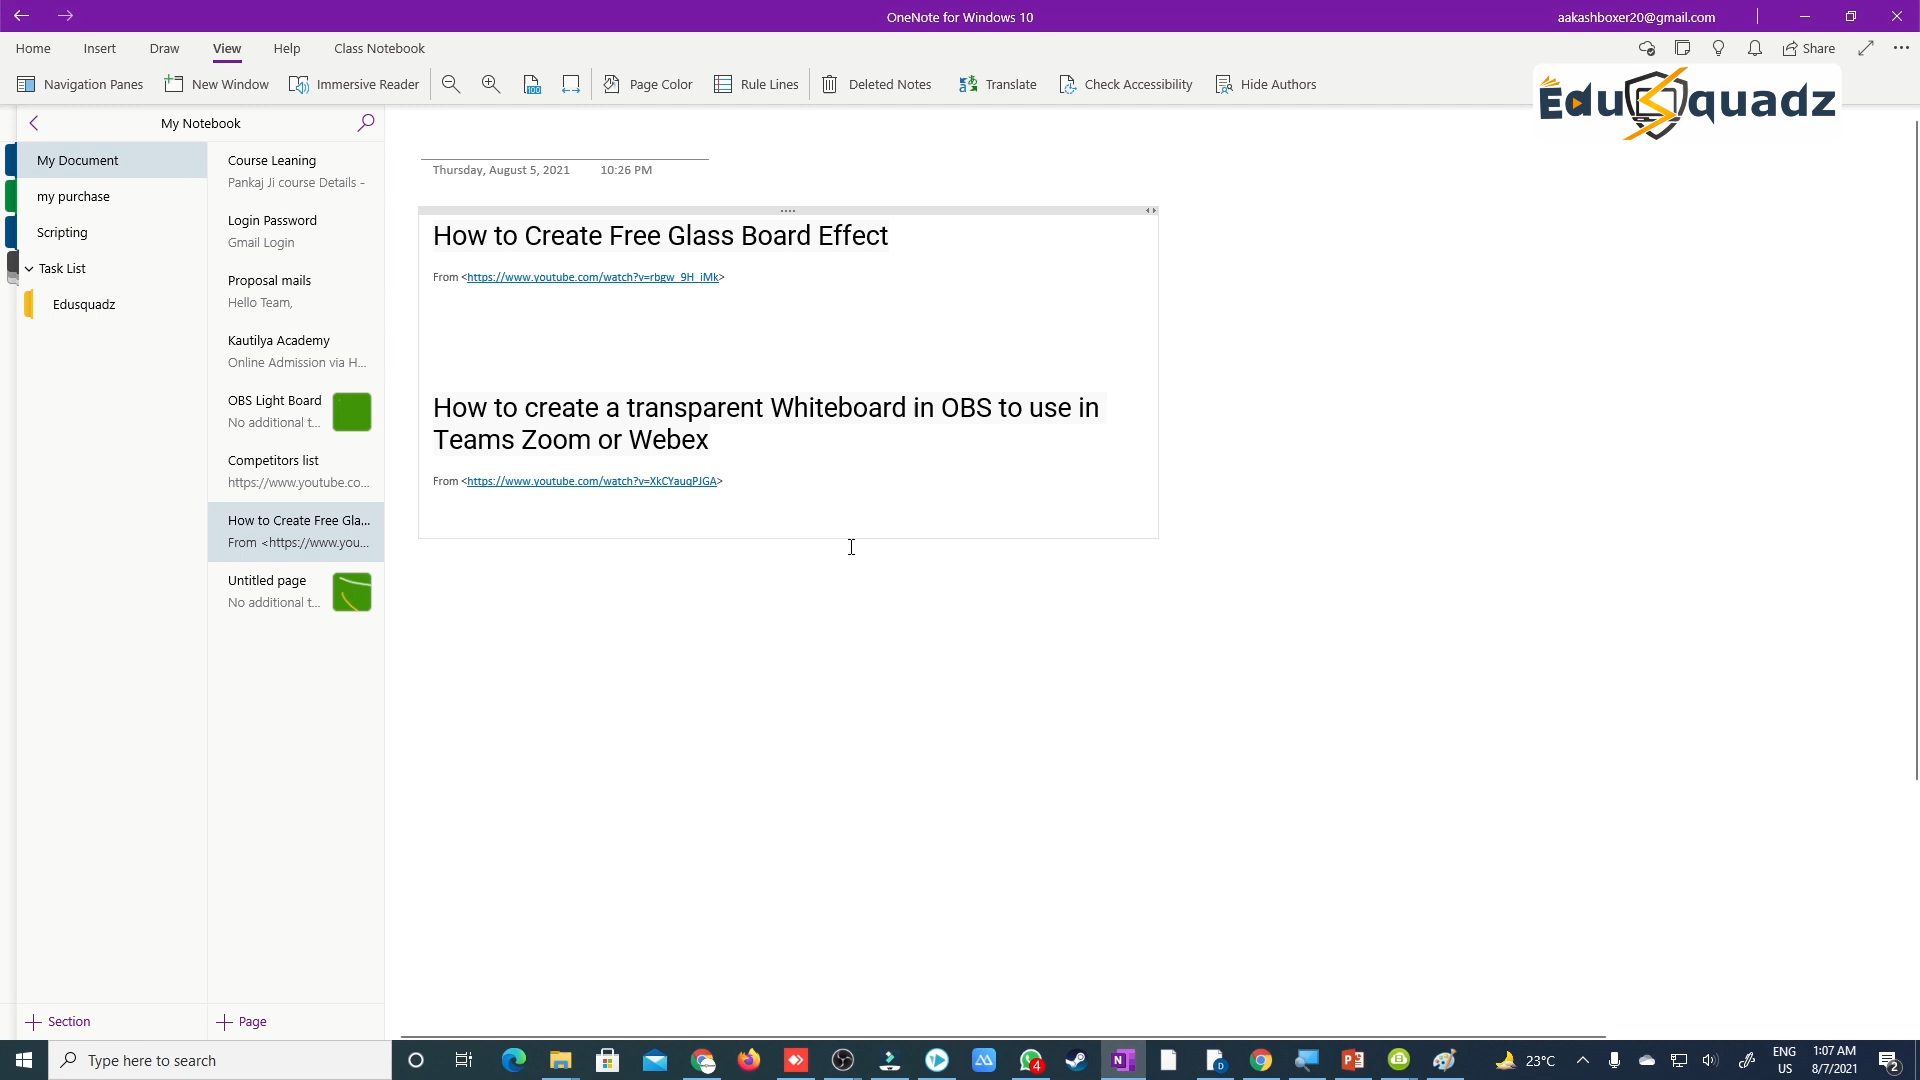 OneNote for Windows 10
aakashboxer20@gmail.com
Home Insert Draw View Help Class Notebook
Share
Navigation Panes New Window Immersive Reader 100 Page Color Rule Lines Deleted Notes Translate Check Accessibility Hide Authors
EduSquadz
My Notebook
My Document
my purchase
Scripting
Task List
Edusquadz
Course Leaning
Pankaj Ji course Details -
Login Password
Gmail Login
Proposal mails
Hello Team,
Kautilya Academy
Online Admission via H...
OBS Light Board
No additional t...
Competitors list
https://www.youtube.co...
How to Create Free Gla...
From <https://www.you...
Untitled page
No additional t...
Thursday, August 5, 2021 10:26 PM
How to Create Free Glass Board Effect
From <https://www.youtube.com/watch?v=rbgw_9H_iMk>
How to create a transparent Whiteboard in OBS to use in
Teams Zoom or Webex
From <https://www.youtube.com/watch?v=XkCYauqPJGA>
Section
Page
Type here to search
4
23°C
ENG
US
1:07 AM
8/7/2021
2